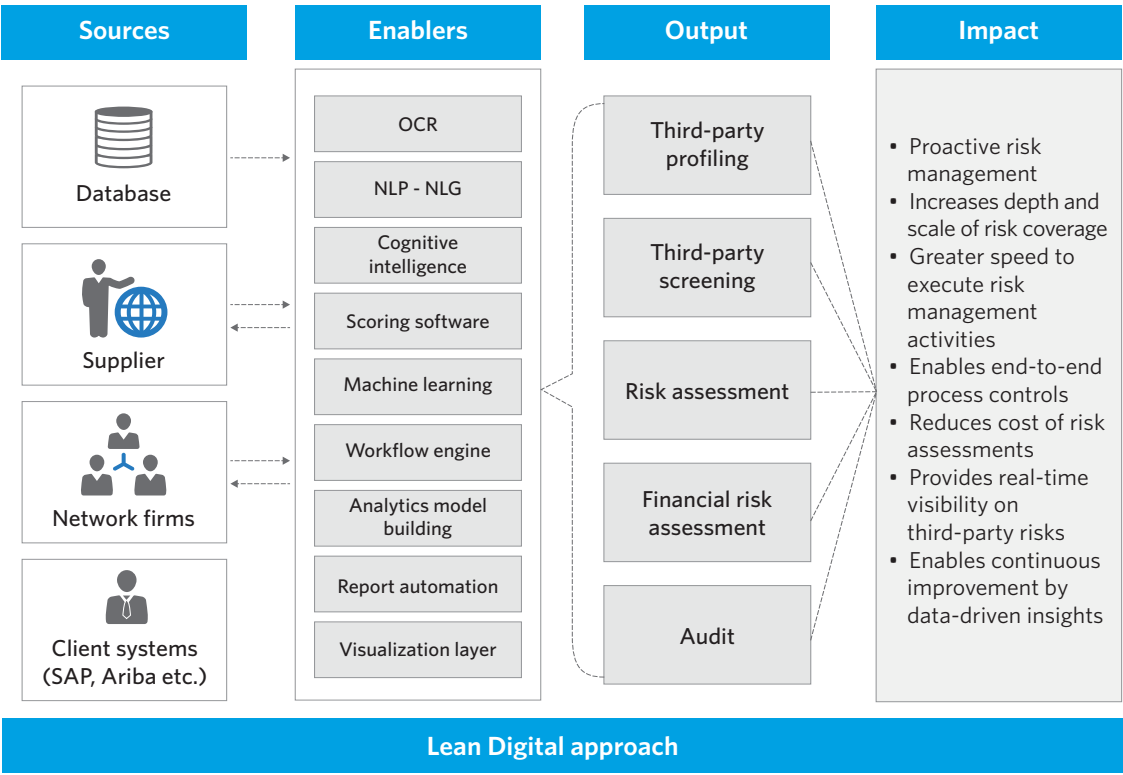 Sources
Enablers
Output
Impact
Database
Supplier
Network firms
Client systems
(SAP, Ariba etc.)
OCR
NLP - NLG
Cognitive
intelligence
Scoring software
Machine learning
Workflow engine
Analytics model
building
Report automation
Visualization layer
Third-party
profiling
Third-party
screening
Risk assessment
Financial risk
assessment
Audit
• Proactive risk
management
• Increases depth and
scale of risk coverage
• Greater speed to
execute risk
management
activities
• Enables end-to-end
process controls
• Reduces cost of risk
assessments
• Provides real-time
visibility on
third-party risks
• Enables continuous
improvement by
data-driven insights
Lean Digital approach